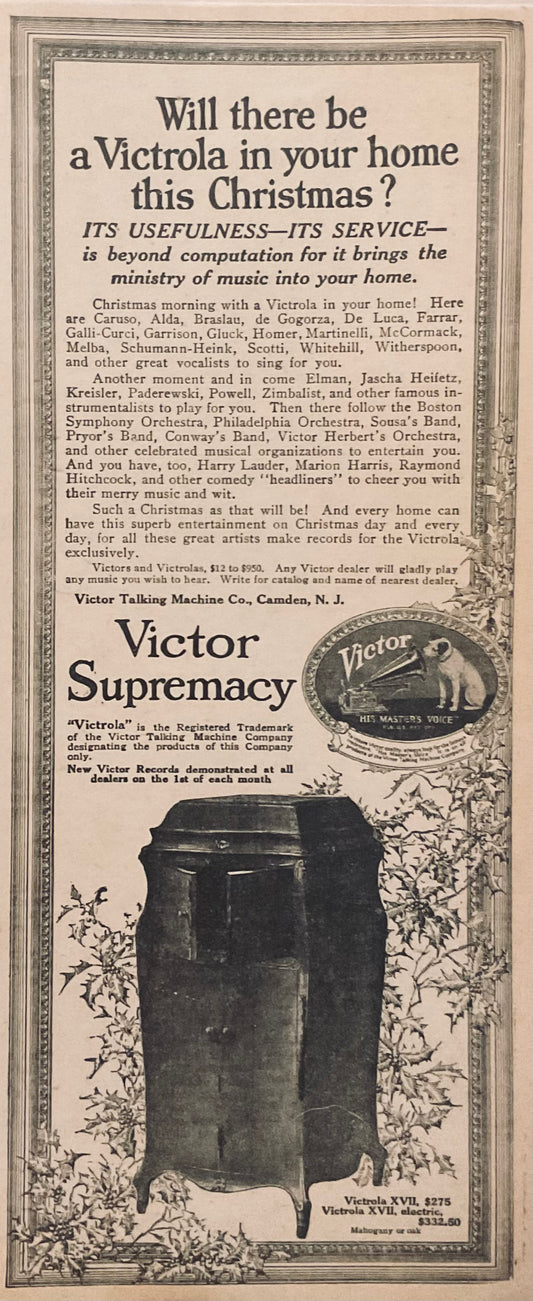 Will there be
a Victrola in your home
this Christmas?
ITS USEFULNESS—ITS SERVICE—
is beyond computation for it brings the
ministry of music into your home.
Christmas morning with a Victrola in your home! Here
are Caruso, Alda, Braslau, de Gogorza, De Luca, Farrar,
Galli-Curci, Garrison, Gluck, Homer, Martinelli, McCormack,
Melba, Schumann-Heink, Scotti, Whitehill, Witherspoon,
and other great vocalists to sing for you.
Another moment and in come Elman, Jascha Heifetz,
Kreisler, Paderewski, Powell, Zimbalist, and other famous in-
strumentalists to play for you. Then there follow the Boston
Symphony Orchestra, Philadelphia Orchestra, Sousa's Band,
Pryor's Band, Conway's Band, Victor Herbert's Orchestra,
and other celebrated musical organizations to entertain you.
And you have, too, Harry Lauder, Marion Harris, Raymond
Hitchcock, and other comedy "headliners" to cheer you with
their merry music and wit.
Such a Christmas as that will be! And every home can
have this superb entertainment on Christmas day and every
day, for all these great artists make records for the Victrola
exclusively.
Victors and Victrolas, $12 to $950. Any Victor dealer will gladly play
any music you wish to hear. Write for catalog and name of nearest dealer.
Victor Talking Machine Co., Camden, N. J.
Victor
Supremacy
Victor
"HIS MASTER'S VOICE"
"Victrola" is the Registered Trademark
of the Victor Talking Machine Company
designating the products of this Company
only.
New Victor Records demonstrated at all
dealers on the 1st of each month
Victrola XVII, $275
Victrola XVII, electric,
$332.50
Mahogany or oak